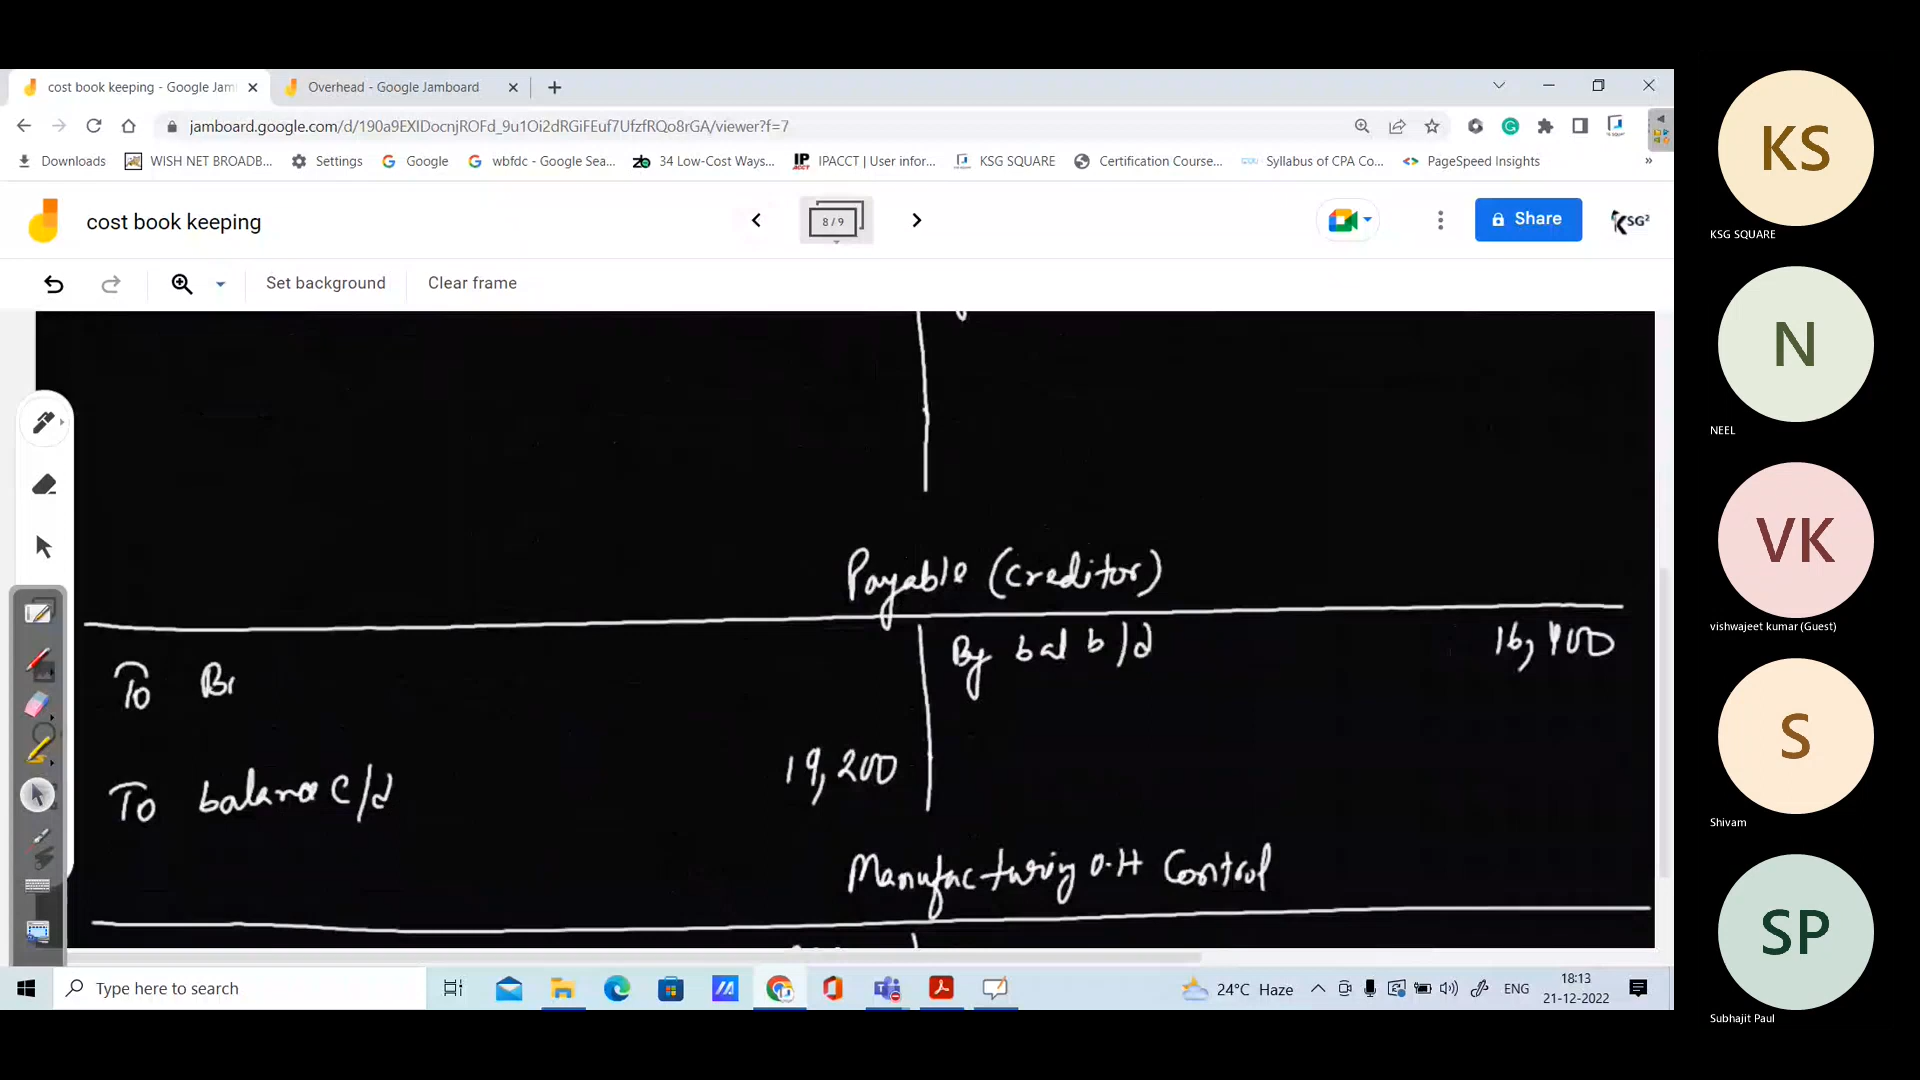 cost book keeping - Google Jam
Overhead - Google Jamboard
jamboard.google.com/d/190a9EXIDocnjROFd_9u1Oi2dRGiFEuf7UfzfRQo8rGA/viewer?f=7
Downloads WISH NET BROADB... Settings Google wbfdc - Google Sea... 34 Low-Cost Ways... IPACCT | User infor... KSG SQUARE Certification Course... Syllabus of CPA Co... PageSpeed Insights »
cost book keeping
8 / 9
Share
KSG²
Set background Clear frame
Payable (Creditor)
To B
By bal b/d 16,400
19,200
To balance c/d
Manufacturing O.H Control
Type here to search
24°C Haze
ENG
18:13
21-12-2022
KS
KSG SQUARE
N
NEEL
VK
vishwajeet kumar (Guest)
S
Shivam
SP
Subhajit Paul